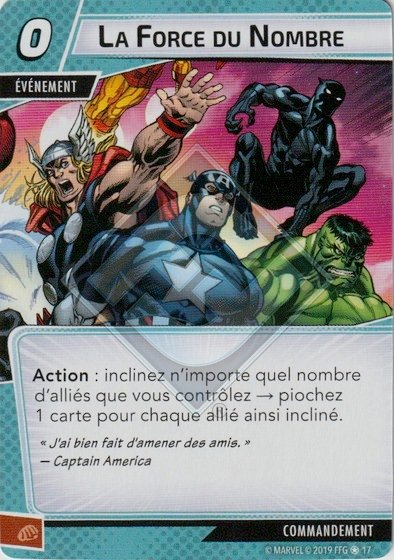 0
LA FORCE DU NOMBRE
ÉVÉNEMENT
Action : inclinez n'importe quel nombre
d'alliés que vous contrôlez → piochez
1 carte pour chaque allié ainsi incliné.
« J'ai bien fait d'amener des amis. »
– Captain America
COMMANDEMENT
© MARVEL © 2019 FFG 17